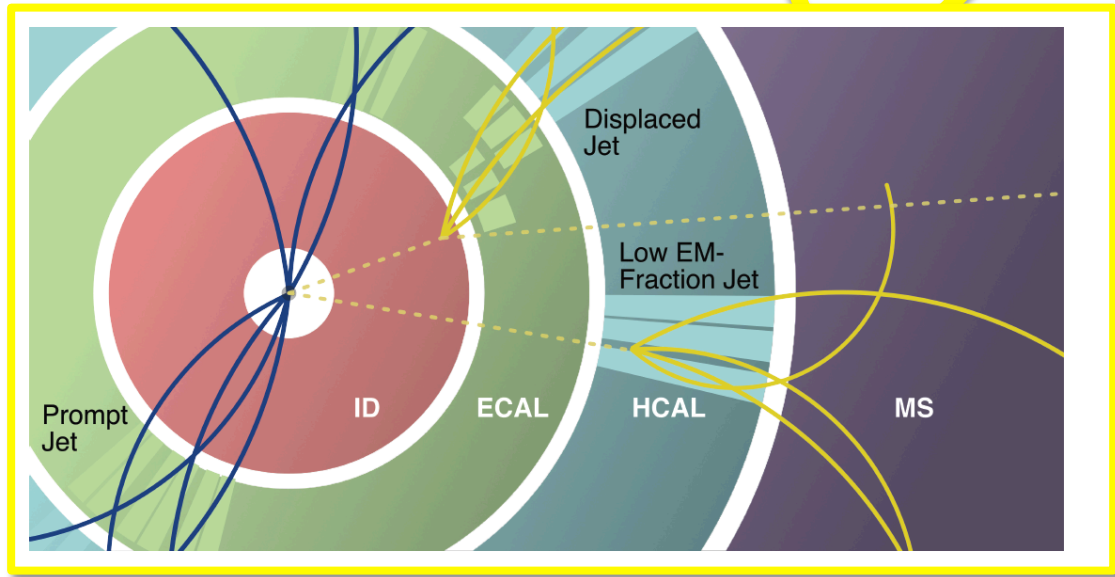 Displaced
Jet
Low EM-
Fraction Jet
Prompt
Jet
ID
ECAL
HCAL
MS